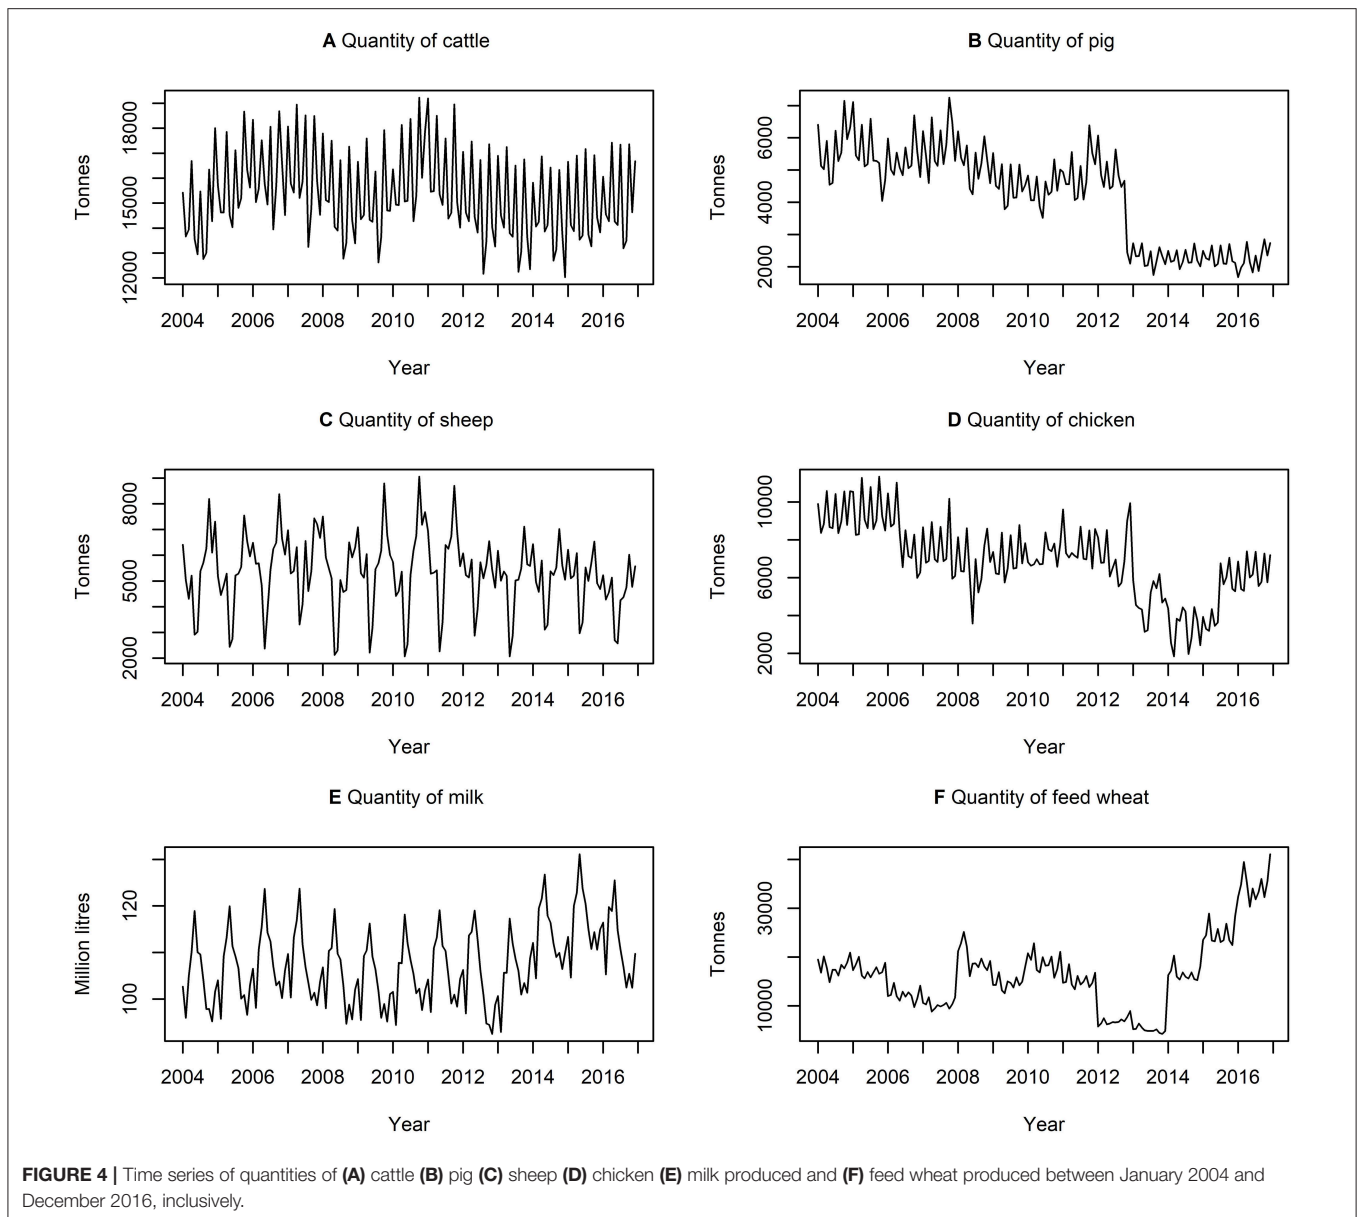 A Quantity of cattle
Tonnes
12000 15000 18000
2004 2006 2008 2010 2012 2014 2016
Year
B Quantity of pig
Tonnes
2000 4000 6000
2004 2006 2008 2010 2012 2014 2016
Year
C Quantity of sheep
Tonnes
2000 5000 8000
2004 2006 2008 2010 2012 2014 2016
Year
D Quantity of chicken
Tonnes
2000 6000 10000
2004 2006 2008 2010 2012 2014 2016
Year
E Quantity of milk
Million litres
100 120
2004 2006 2008 2010 2012 2014 2016
Year
F Quantity of feed wheat
Tonnes
10000 30000
2004 2006 2008 2010 2012 2014 2016
Year
FIGURE 4 | Time series of quantities of (A) cattle (B) pig (C) sheep (D) chicken (E) milk produced and (F) feed wheat produced between January 2004 and
December 2016, inclusively.